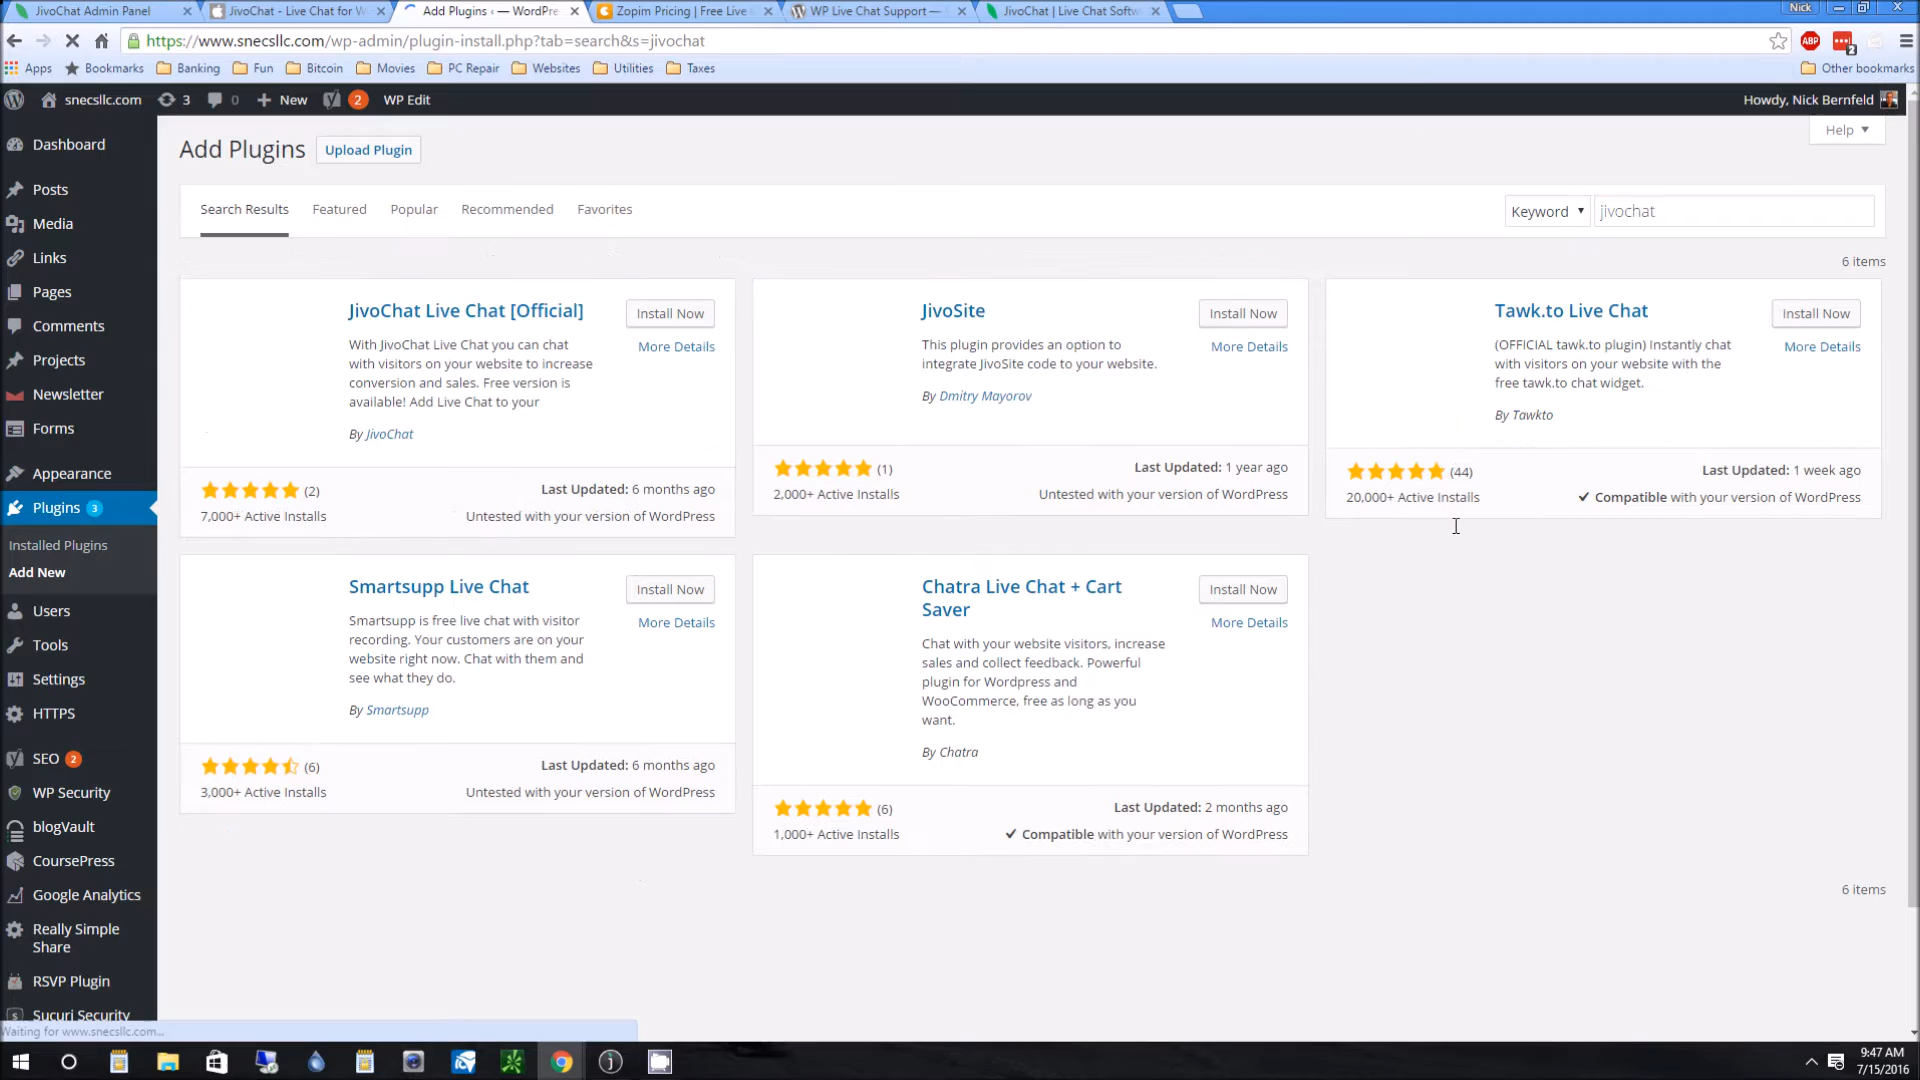 JivoChat Admin Panel
JivoChat - Live Chat for W
Add Plugins ‹ — WordPre
Zopim Pricing | Free Live
WP Live Chat Support —
JivoChat | Live Chat Softw
Nick
https://www.snecsllc.com/wp-admin/plugin-install.php?tab=search&s=jivochat
ABP
2
Apps
Bookmarks
Banking
Fun
Bitcoin
Movies
PC Repair
Websites
Utilities
Taxes
Other bookmarks
snecsllc.com
3
0
New
2
WP Edit
Howdy, Nick Bernfeld
Dashboard
Posts
Media
Links
Pages
Comments
Projects
Newsletter
Forms
Appearance
Plugins 3
Installed Plugins
Add New
Users
Tools
Settings
HTTPS
SEO 2
WP Security
blogVault
CoursePress
Google Analytics
Really Simple
Share
RSVP Plugin
Sucuri Security
Waiting for www.snecsllc.com...
Help
Add Plugins
Upload Plugin
Search Results
Featured
Popular
Recommended
Favorites
Keyword
jivochat
6 items
JivoChat Live Chat [Official]
Install Now
More Details
With JivoChat Live Chat you can chat
with visitors on your website to increase
conversion and sales. Free version is
available! Add Live Chat to your
By JivoChat
(2)
Last Updated: 6 months ago
7,000+ Active Installs
Untested with your version of WordPress
JivoSite
Install Now
More Details
This plugin provides an option to
integrate JivoSite code to your website.
By Dmitry Mayorov
(1)
Last Updated: 1 year ago
2,000+ Active Installs
Untested with your version of WordPress
Tawk.to Live Chat
Install Now
More Details
(OFFICIAL tawk.to plugin) Instantly chat
with visitors on your website with the
free tawk.to chat widget.
By Tawkto
(44)
Last Updated: 1 week ago
20,000+ Active Installs
Compatible with your version of WordPress
Smartsupp Live Chat
Install Now
More Details
Smartsupp is free live chat with visitor
recording. Your customers are on your
website right now. Chat with them and
see what they do.
By Smartsupp
(6)
Last Updated: 6 months ago
3,000+ Active Installs
Untested with your version of WordPress
Chatra Live Chat + Cart
Saver
Install Now
More Details
Chat with your website visitors, increase
sales and collect feedback. Powerful
plugin for Wordpress and
WooCommerce, free as long as you
want.
By Chatra
(6)
Last Updated: 2 months ago
1,000+ Active Installs
Compatible with your version of WordPress
6 items
9:47 AM
7/15/2016